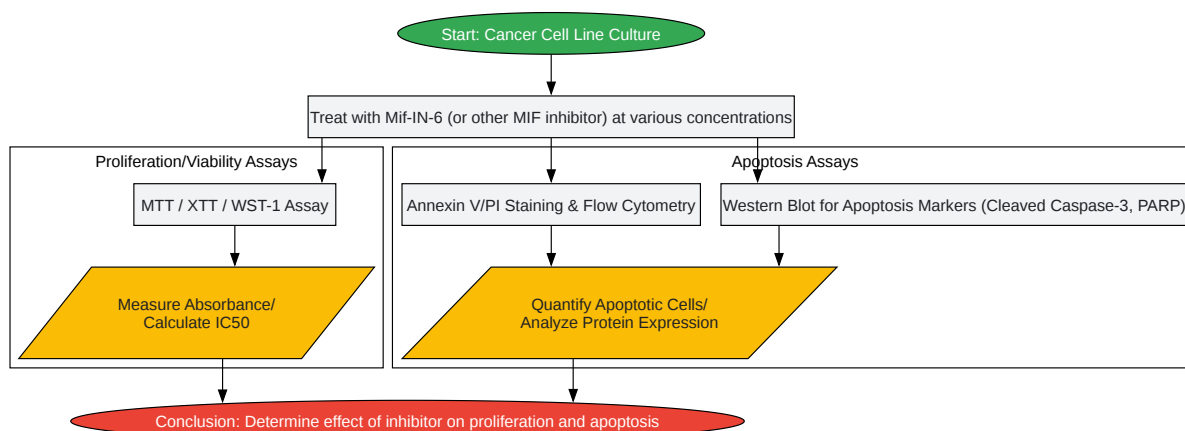 Start: Cancer Cell Line Culture
Treat with Mif-IN-6 (or other MIF inhibitor) at various concentrations
Proliferation/Viability Assays
Apoptosis Assays
MTT / XTT / WST-1 Assay
Annexin V/PI Staining & Flow Cytometry
Western Blot for Apoptosis Markers (Cleaved Caspase-3, PARP)
Measure Absorbance/
Calculate IC50
Quantify Apoptotic Cells/
Analyze Protein Expression
Conclusion: Determine effect of inhibitor on proliferation and apoptosis